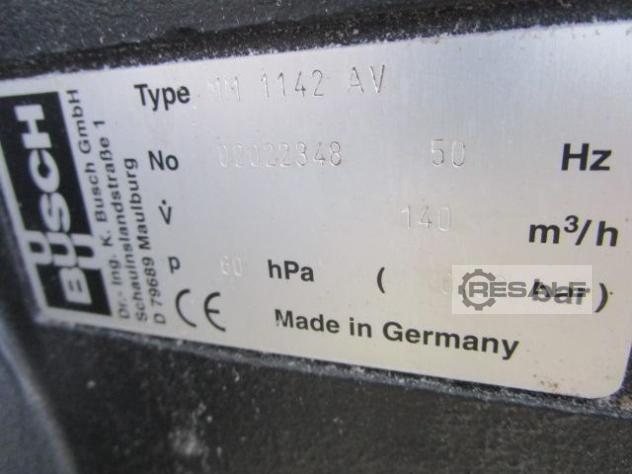 BUSCH
Dr.- Ing. K. Busch GmbH
Schauinslandstraße 1
D 79689 Maulburg
Type MM 1142 AV
No 00022348 50 Hz
V̇ 140 m³/h
p 60 hPa ( bar)
CE Made in Germany
RESALE